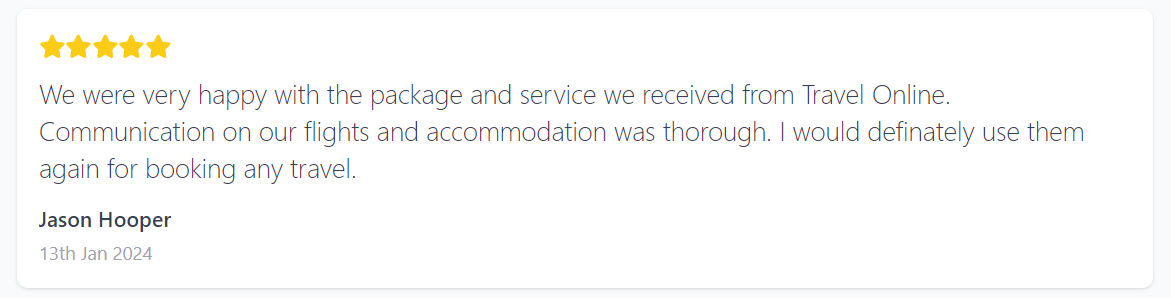 We were very happy with the package and service we received from Travel Online.
Communication on our flights and accommodation was thorough. I would definately use them
again for booking any travel.
Jason Hooper
13th Jan 2024